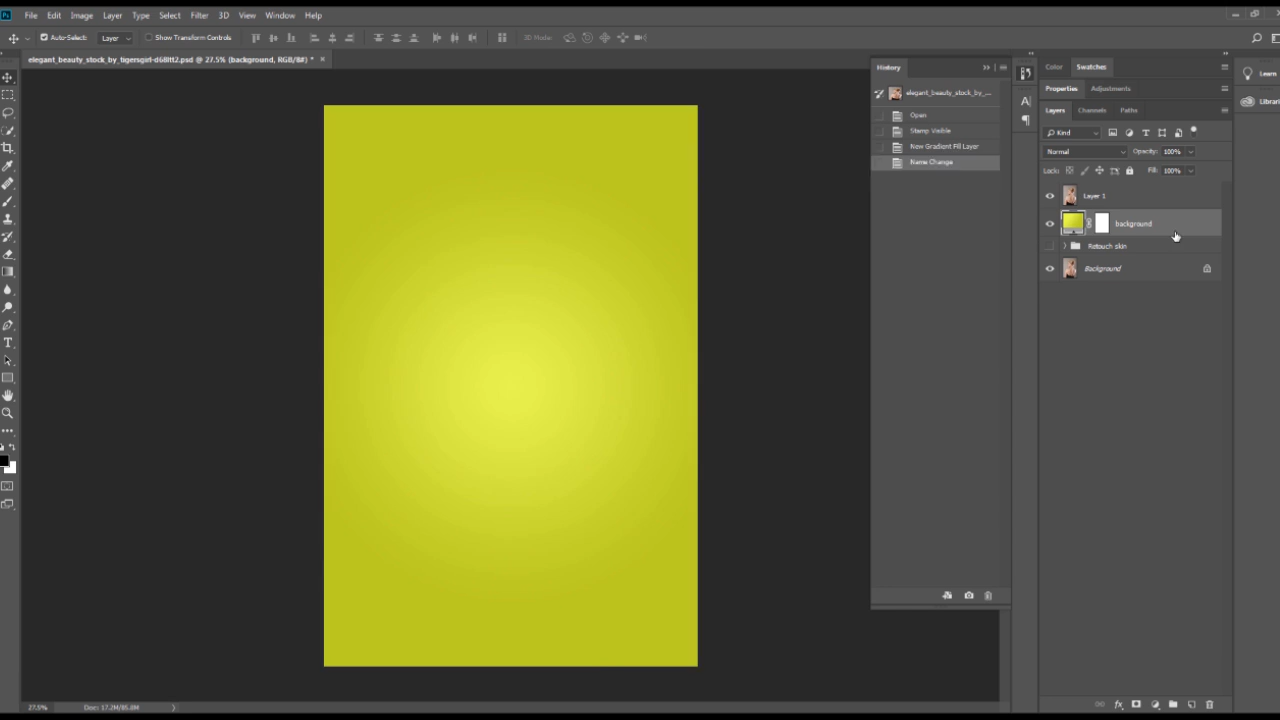 File Edit Image Layer Type Select Filter 3D View Window Help
Auto-Select: Layer Show Transform Controls 3D Mode:
elegant_beauty_stock_by_tigersgirl-d68ltt2.psd @ 27.5% (background, RGB/8#) *
History
elegant_beauty_stock_by_...
Open
Stamp Visible
New Gradient Fill Layer
Name Change
Color Swatches
Learn
Properties Adjustments
Librari
Layers Channels Paths
Kind
Normal Opacity: 100%
Lock: Fill: 100%
Layer 1
background
Retouch skin
Background
27.5% Doc: 17.2M/85.8M